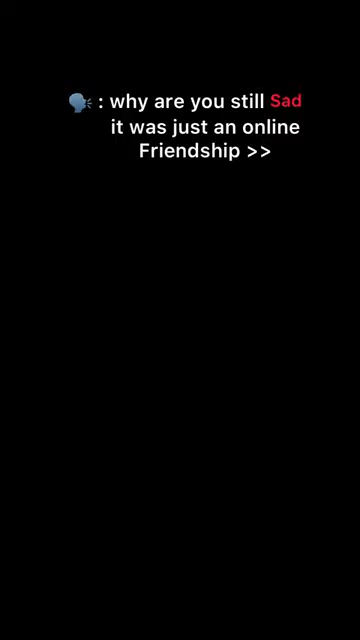 🗣️ : why are you still Sad
it was just an online
Friendship >>